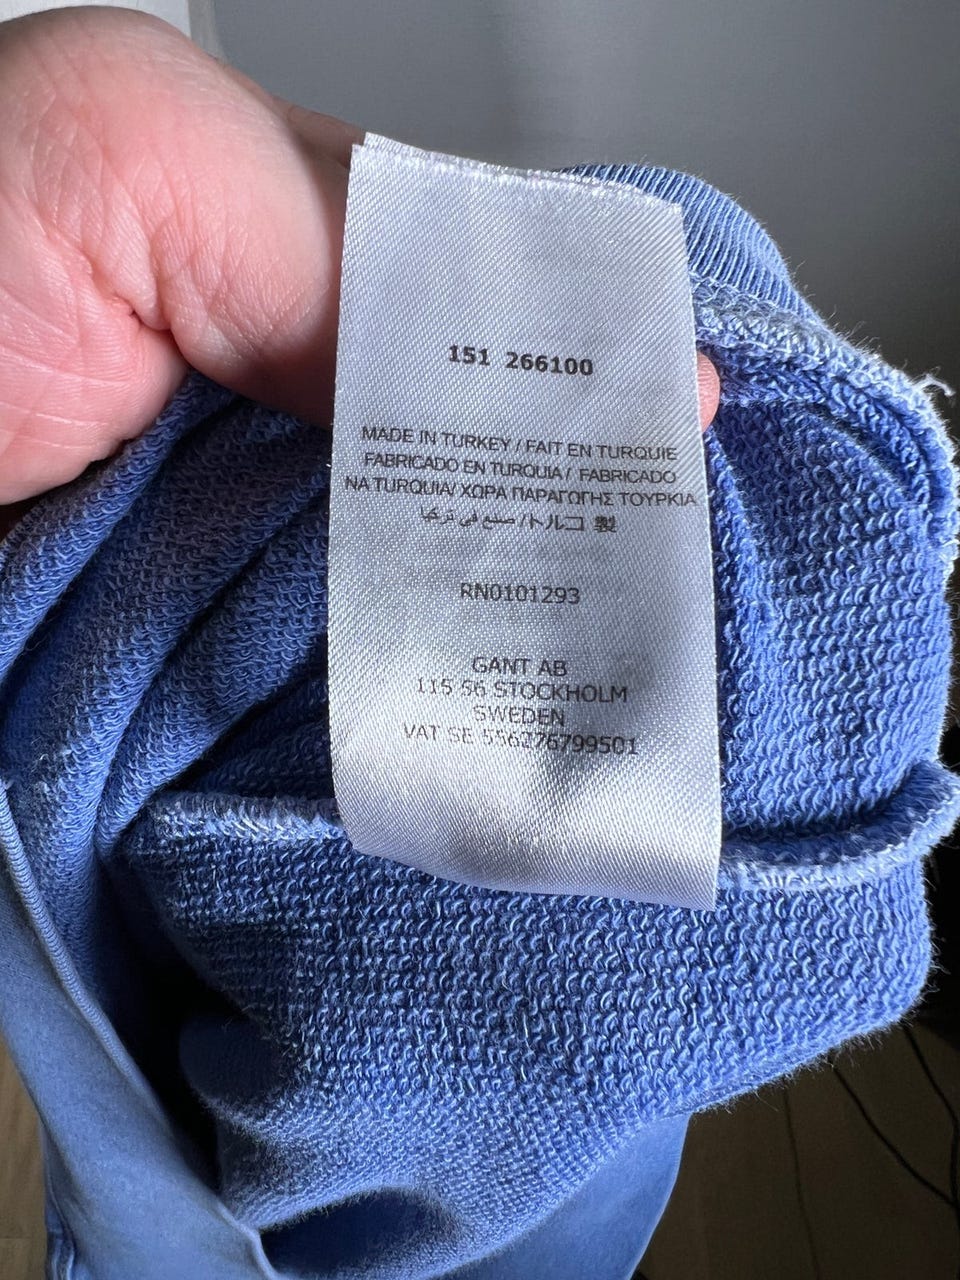 151 266100
MADE IN TURKEY / FAIT EN TURQUIE
FABRICADO EN TURQUIA / FABRICADO
NA TURQUIA/ ΧΩΡΑ ΠΑΡΑΓΩΓΗΣ ΤΟΥΡΚΙΑ
صنع في تركيا /トルコ 製
RN0101293
GANT AB
115 56 STOCKHOLM
SWEDEN
VAT SE 556276799501